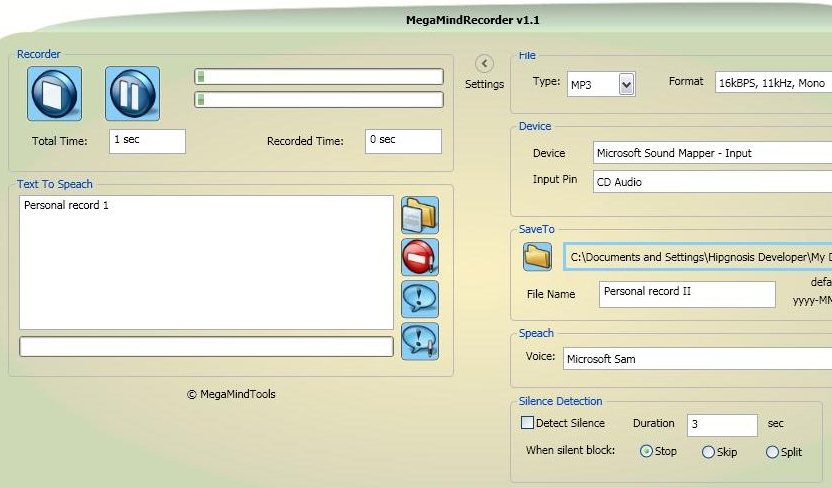 MegaMindRecorder v1.1
Recorder
Total Time: 1 sec Recorded Time: 0 sec
Text To Speach
Personal record 1
© MegaMindTools
Settings
File
Type: MP3 Format 16kBPS, 11kHz, Mono
Device
Device Microsoft Sound Mapper - Input
Input Pin CD Audio
SaveTo
C:\Documents and Settings\Hipgnosis Developer\My D
defa
File Name Personal record II
yyyy-MM
Speach
Voice: Microsoft Sam
Silence Detection
Detect Silence Duration 3 sec
When silent block: Stop Skip Split